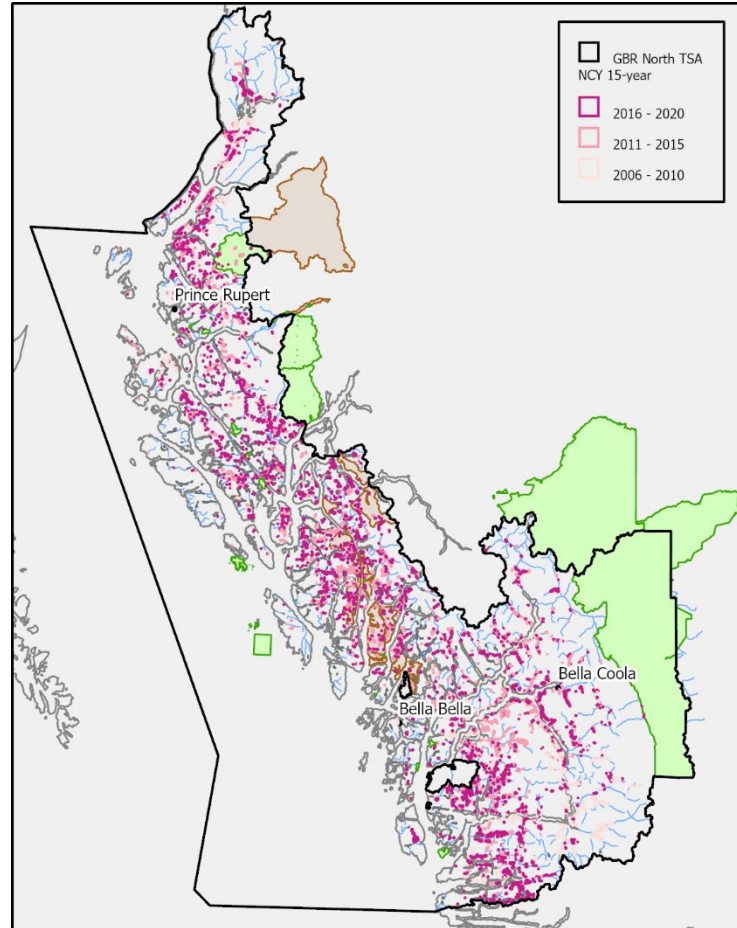 GBR North TSA
NCY 15-year
2016 - 2020
2011 - 2015
2006 - 2010
Prince Rupert
Bella Coola
Bella Bella